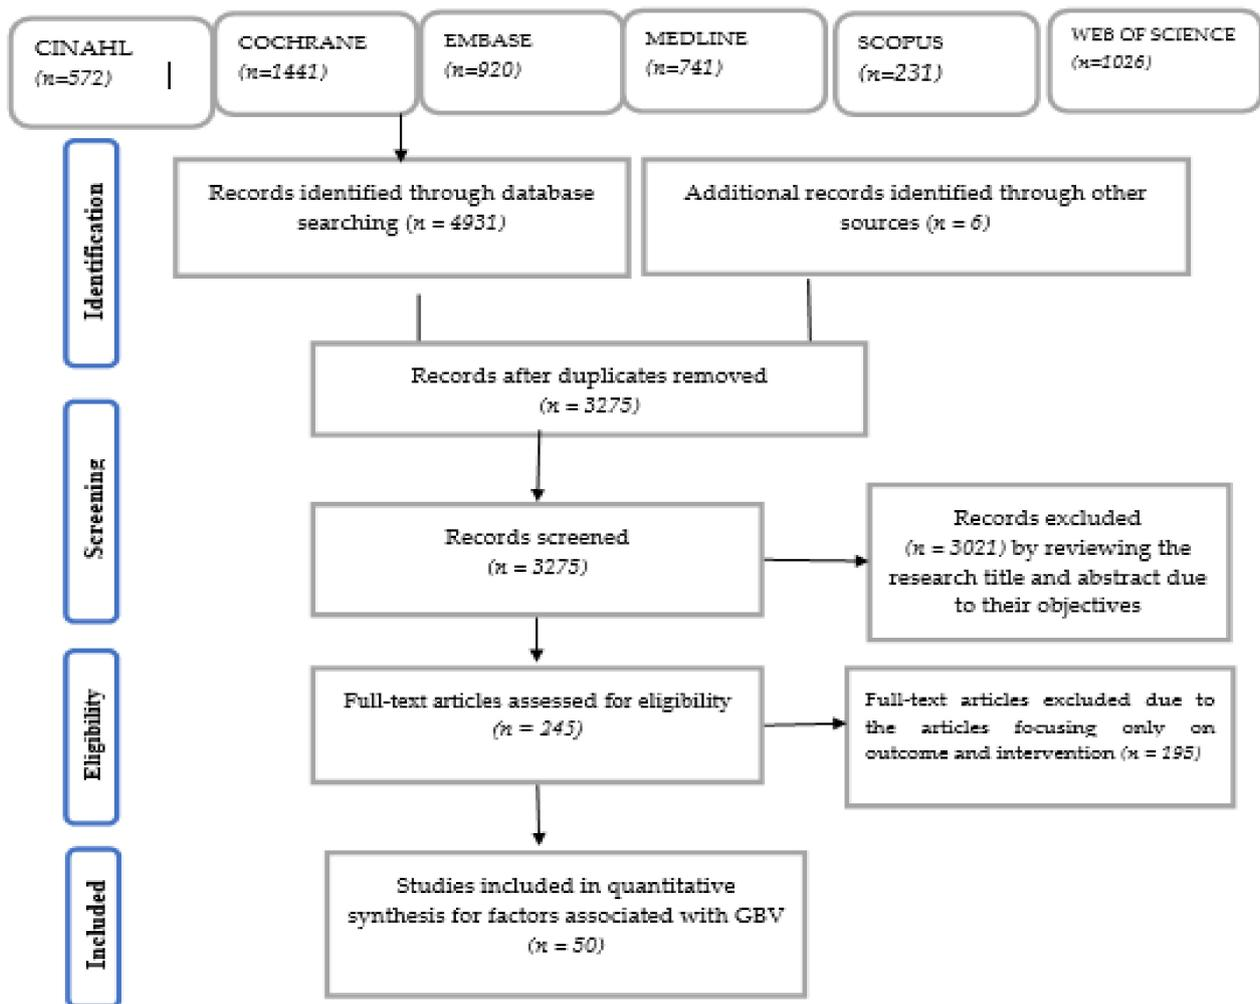 CINAHL
(n=572)
COCHRANE
(n=1441)
EMBASE
(n=920)
MEDLINE
(n=741)
SCOPUS
(n=231)
WEB OF SCIENCE
(n=1026)
Identification
Records identified through database
searching (n = 4931)
Additional records identified through other
sources (n = 6)
Records after duplicates removed
(n = 3275)
Screening
Records screened
(n = 3275)
Records excluded
(n = 3021) by reviewing the
research title and abstract due
to their objectives
Eligibility
Full-text articles assessed for eligibility
(n = 245)
Full-text articles excluded due to
the articles focusing only on
outcome and intervention (n = 195)
Included
Studies included in quantitative
synthesis for factors associated with GBV
(n = 50)